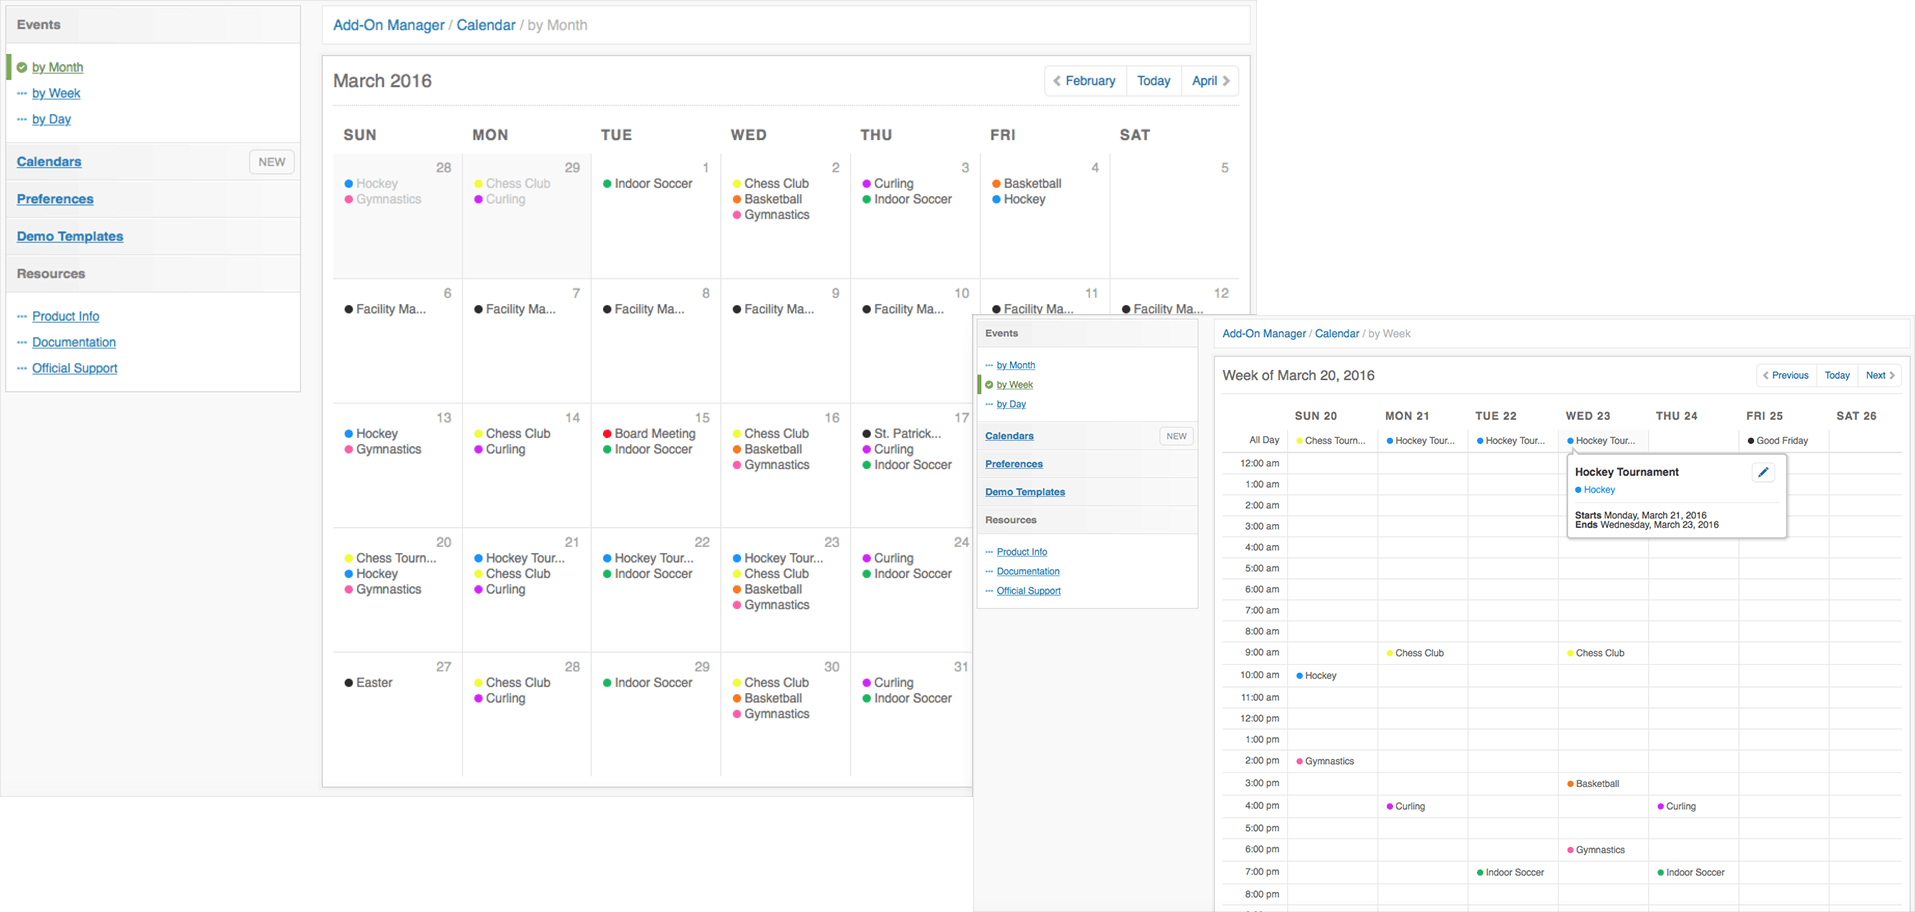 Events
by Month
by Week
by Day
Calendars NEW
Preferences
Demo Templates
Resources
Product Info
Documentation
Official Support
Add-On Manager / Calendar / by Month
March 2016
February Today April
SUN MON TUE WED THU FRI SAT
28 29 1 2 3 4 5
Hockey Chess Club Indoor Soccer Chess Club Curling Basketball
Gymnastics Curling Basketball Indoor Soccer Hockey
Gymnastics
6 7 8 9 10 11 12
Facility Ma... Facility Ma... Facility Ma... Facility Ma... Facility Ma... Facility Ma... Facility Ma...
13 14 15 16 17
Hockey Chess Club Board Meeting Chess Club St. Patrick...
Gymnastics Curling Indoor Soccer Basketball Curling
Gymnastics Indoor Soccer
20 21 22 23 24
Chess Tourn... Hockey Tour... Hockey Tour... Hockey Tour... Curling
Hockey Chess Club Indoor Soccer Chess Club Indoor Soccer
Gymnastics Curling Basketball
Gymnastics
27 28 29 30 31
Easter Chess Club Indoor Soccer Chess Club Curling
Curling Basketball Indoor Soccer
Gymnastics
Events
by Month
by Week
by Day
Calendars NEW
Preferences
Demo Templates
Resources
Product Info
Documentation
Official Support
Add-On Manager / Calendar / by Week
Week of March 20, 2016
Previous Today Next
SUN 20 MON 21 TUE 22 WED 23 THU 24 FRI 25 SAT 26
All Day Chess Tourn... Hockey Tour... Hockey Tour... Hockey Tour... Good Friday
Hockey Tournament
Hockey
Starts Monday, March 21, 2016
Ends Wednesday, March 23, 2016
12:00 am
1:00 am
2:00 am
3:00 am
4:00 am
5:00 am
6:00 am
7:00 am
8:00 am
9:00 am Chess Club Chess Club
10:00 am Hockey
11:00 am
12:00 pm
1:00 pm
2:00 pm Gymnastics
3:00 pm Basketball
4:00 pm Curling Curling
5:00 pm
6:00 pm Gymnastics
7:00 pm Indoor Soccer Indoor Soccer
8:00 pm